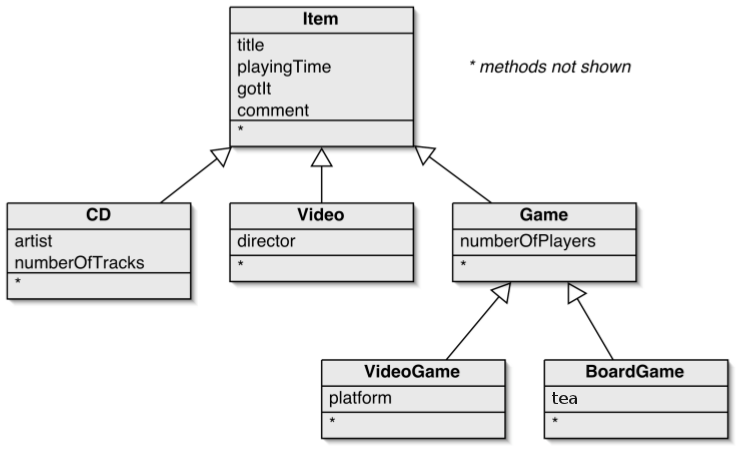 Item
title
playingTime
gotIt
comment
*
* methods not shown
CD
artist
numberOfTracks
*
Video
director
*
Game
numberOfPlayers
*
VideoGame
platform
*
BoardGame
tea
*